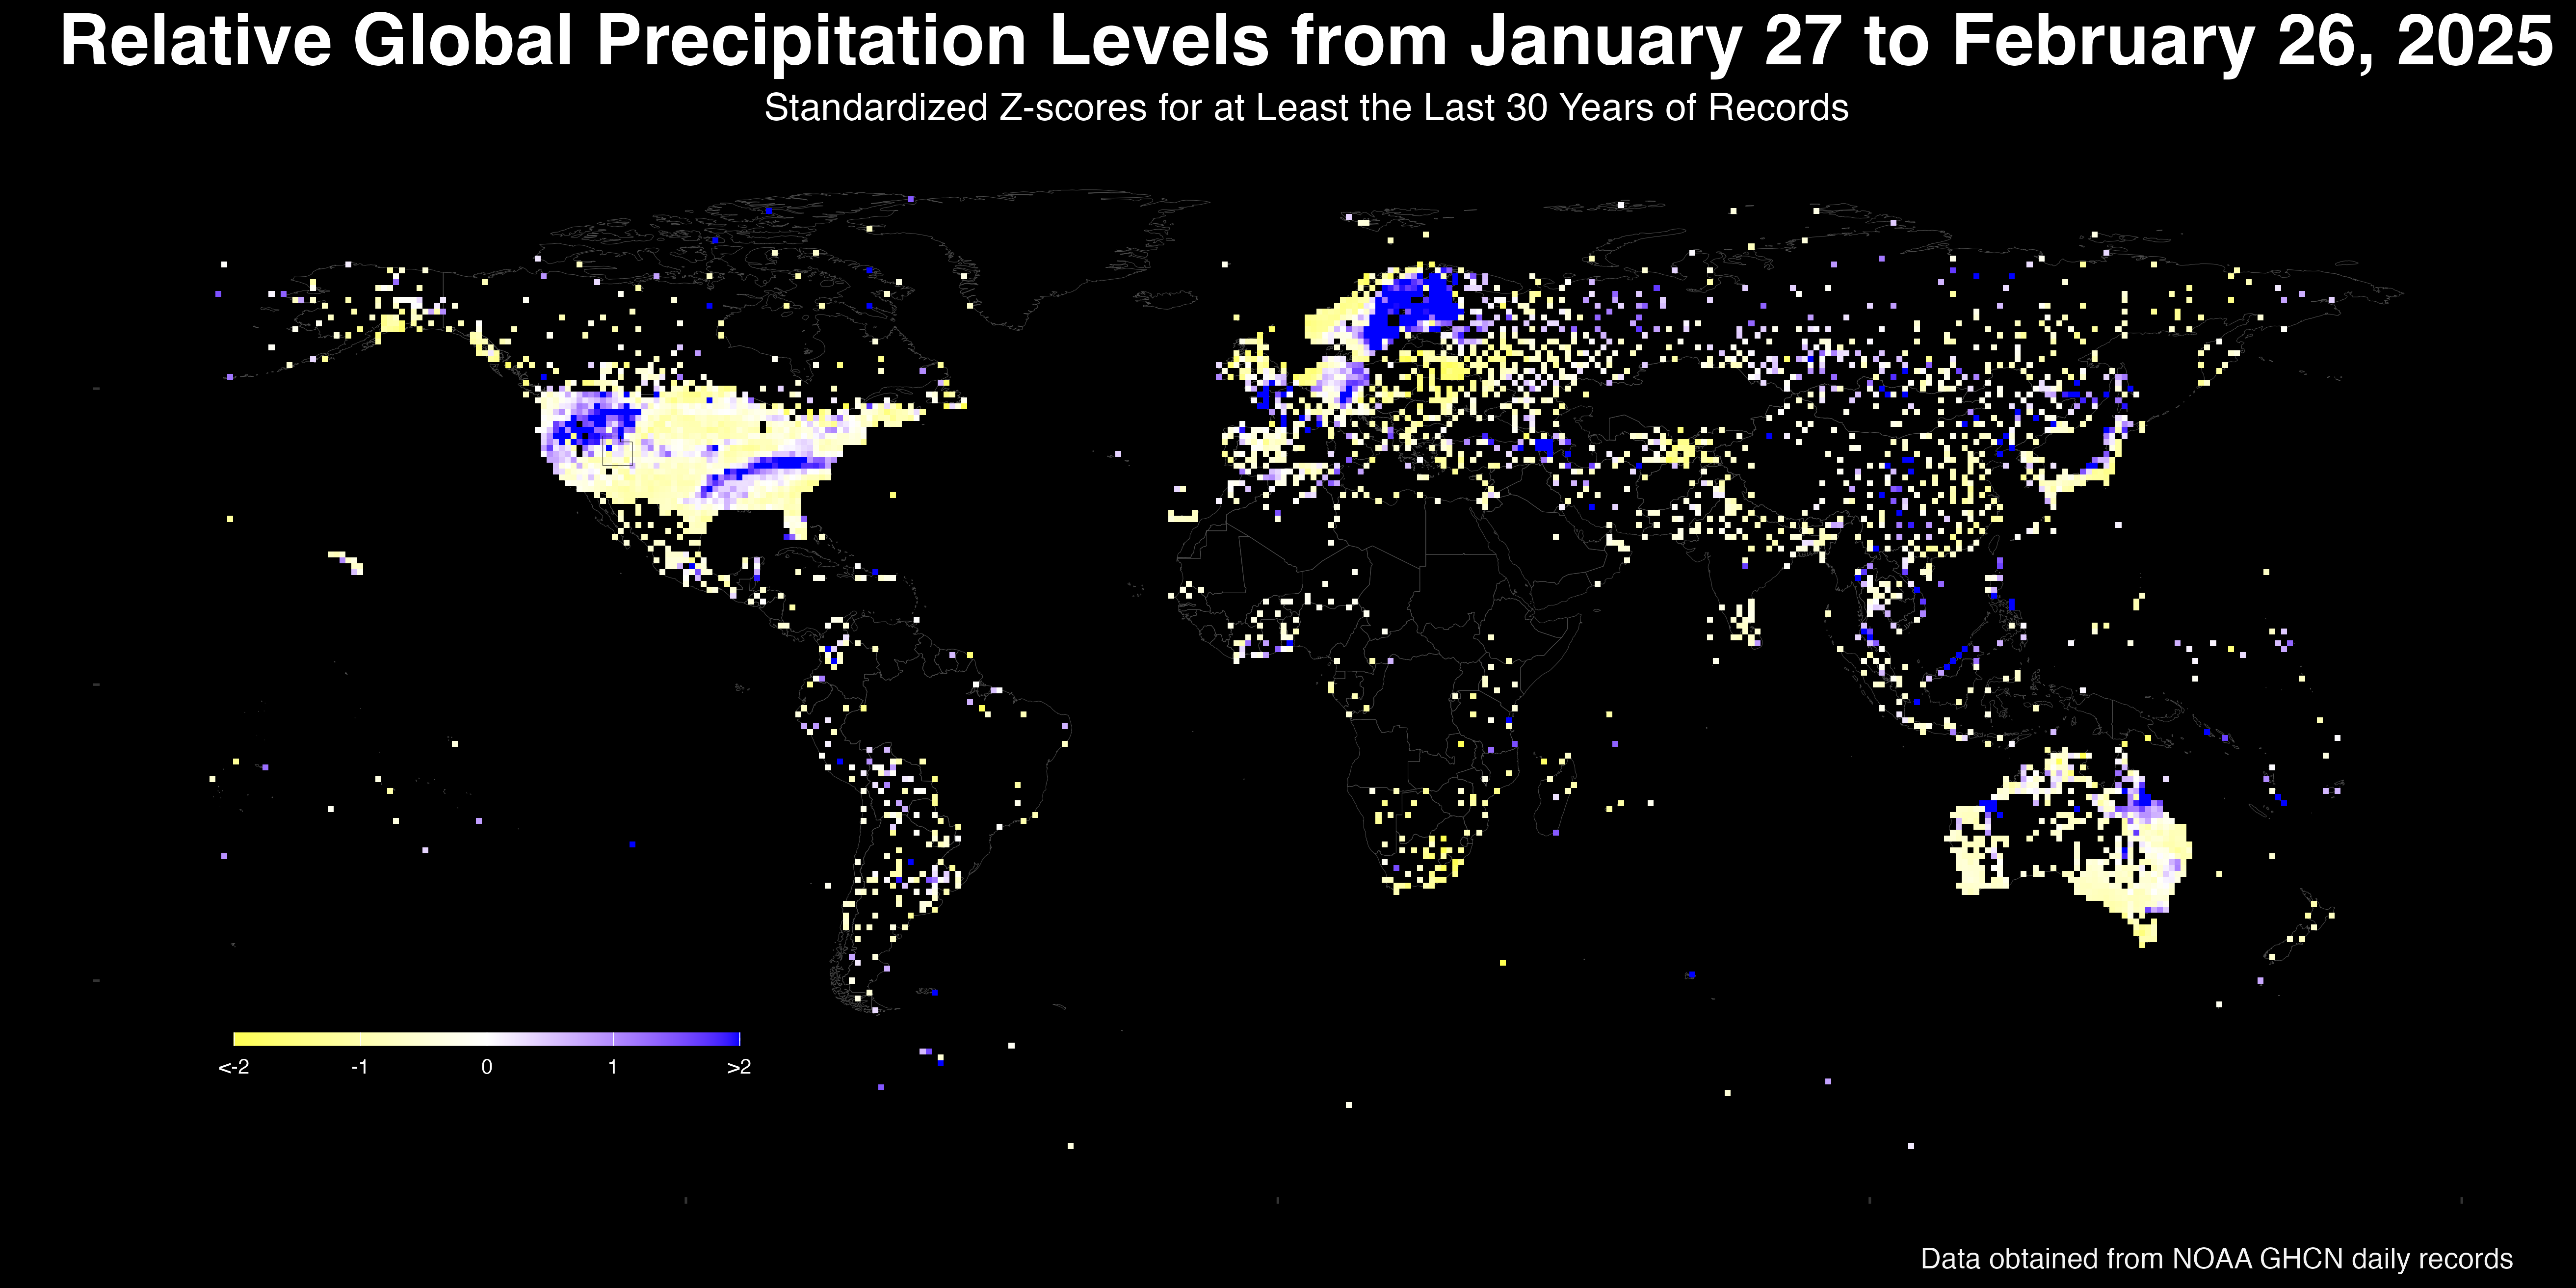 Relative Global Precipitation Levels from January 27 to February 26, 2025
Standardized Z-scores for at Least the Last 30 Years of Records
<-2 -1 0 1 >2
Data obtained from NOAA GHCN daily records